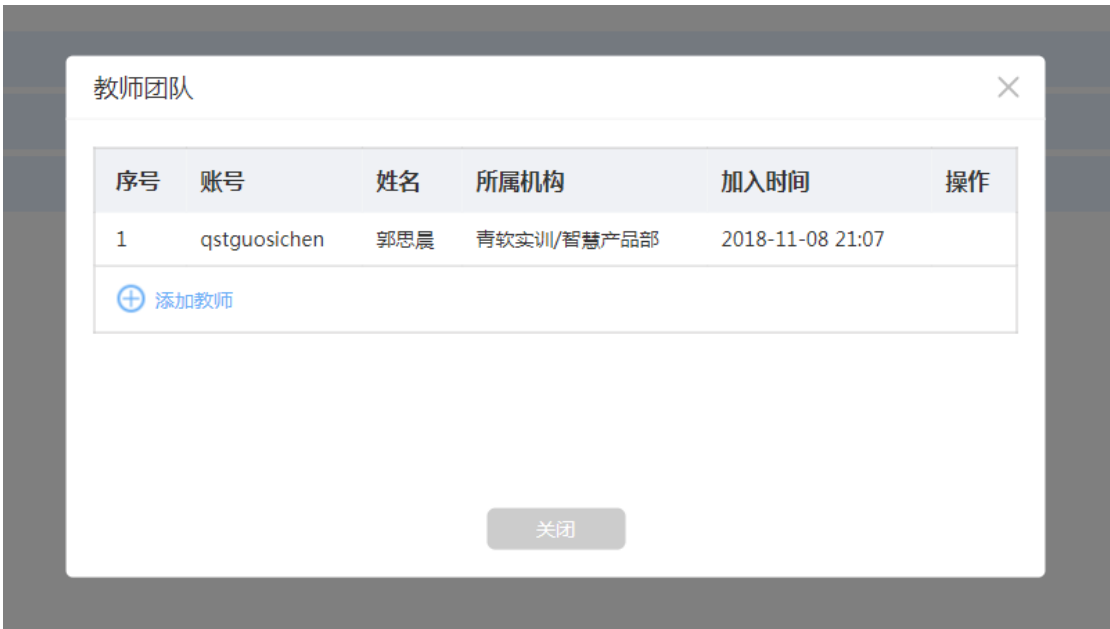 教师团队
序号 账号 姓名 所属机构 加入时间 操作
1 qstguosichen 郭思晨 青软实训/智慧产品部 2018-11-08 21:07
添加教师
关闭